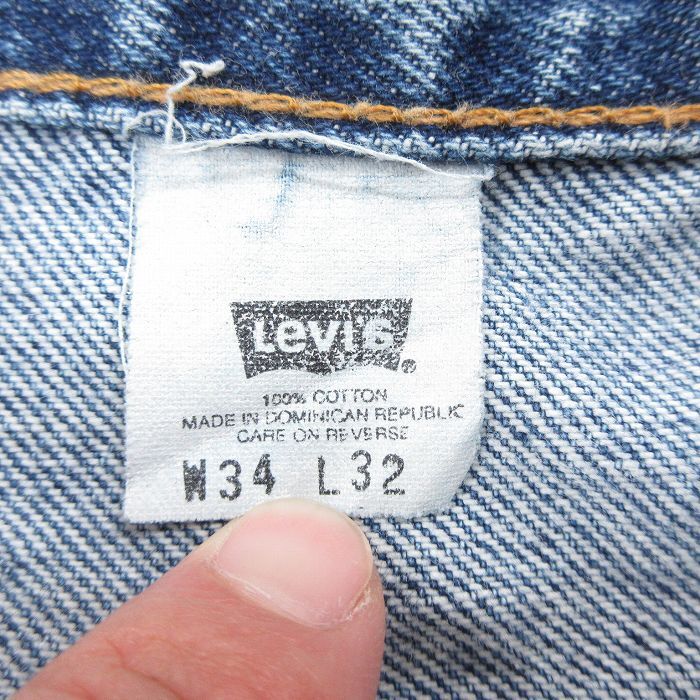 Levi's®
100% COTTON
MADE IN DOMINICAN REPUBLIC
CARE ON REVERSE
W34 L32